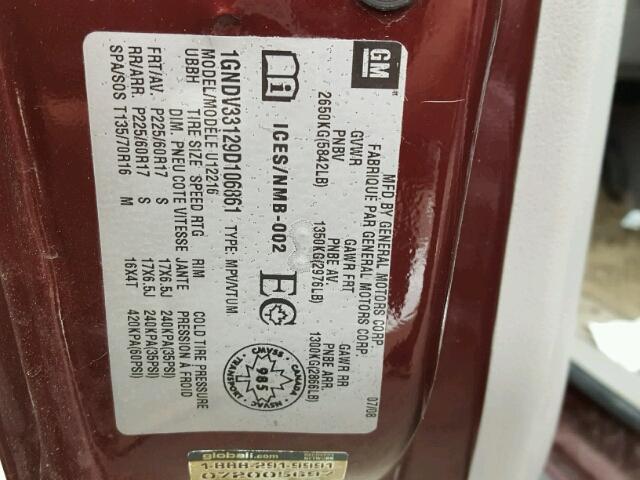 GM
MFD BY GENERAL MOTORS CORP.
FABRIQUE PAR GENERAL MOTORS CORP. 07/08
GVWR GAWR FRT GAWR RR
PNBV PNBE AV. PNBE ARR.
2650KG(5842LB) 1350KG(2976LB) 1300KG(2866LB)
ICES/NMB-002
CMVSS
CANADA
NSVAC
TRANSPORT
985
1GNDV33129D106861 TYPE: MPV/VTUM
MODEL/MODELE U12216
UBBH TIRE SIZE SPEED RTG RIM COLD TIRE PRESSURE
DIM. PNEU COTE VITESSE JANTE PRESSION A FROID
FRT/AV. P225/60R17 S 17X6.5J 240KPA(35PSI)
RR/ARR. P225/60R17 S 17X6.5J 240KPA(35PSI)
SPA/SOS T135/70R16 M 16X4T 420KPA(60PSI)
globali.com
1-888-291-9991